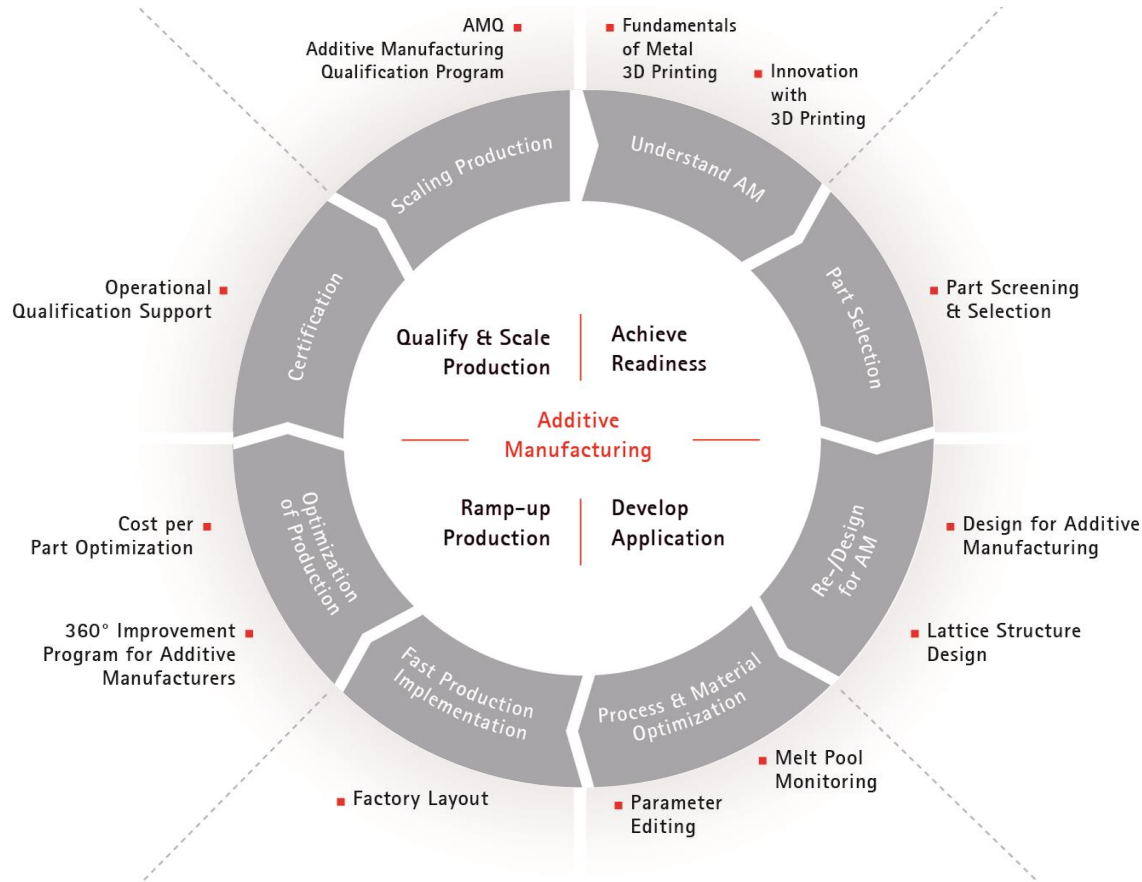 AMQ
Additive Manufacturing
Qualification Program
Fundamentals
of Metal
3D Printing
Innovation
with
3D Printing
Scaling Production
Understand AM
Part Selection
Certification
Operational
Qualification Support
Part Screening
& Selection
Qualify & Scale
Production
Achieve
Readiness
Additive
Manufacturing
Ramp-up
Production
Develop
Application
Optimization
of Production
Re-/Design
for AM
Cost per
Part Optimization
Design for Additive
Manufacturing
360° Improvement
Program for Additive
Manufacturers
Lattice Structure
Design
Fast Production
Implementation
Process & Material
Optimization
Melt Pool
Monitoring
Factory Layout
Parameter
Editing